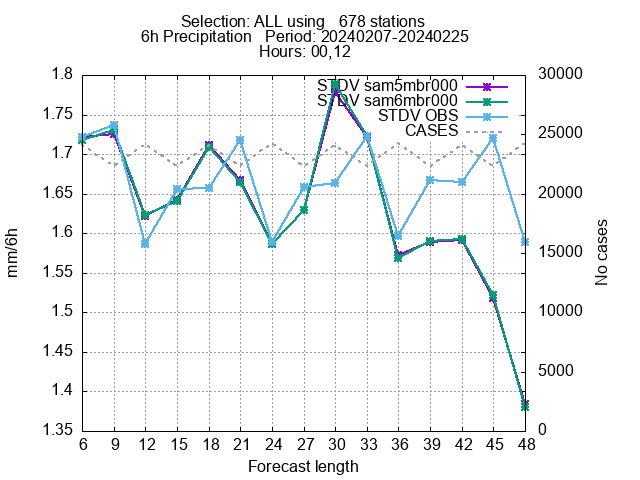 Selection: ALL using   678 stations
6h Precipitation   Period: 20240207-20240225
Hours: 00,12
STDV sam5mbr000
STDV sam6mbr000
STDV OBS
CASES
1.8
1.75
1.7
1.65
1.6
1.55
1.5
1.45
1.4
1.35
mm/6h
30000
25000
20000
15000
10000
5000
0
No cases
6 9 12 15 18 21 24 27 30 33 36 39 42 45 48
Forecast length